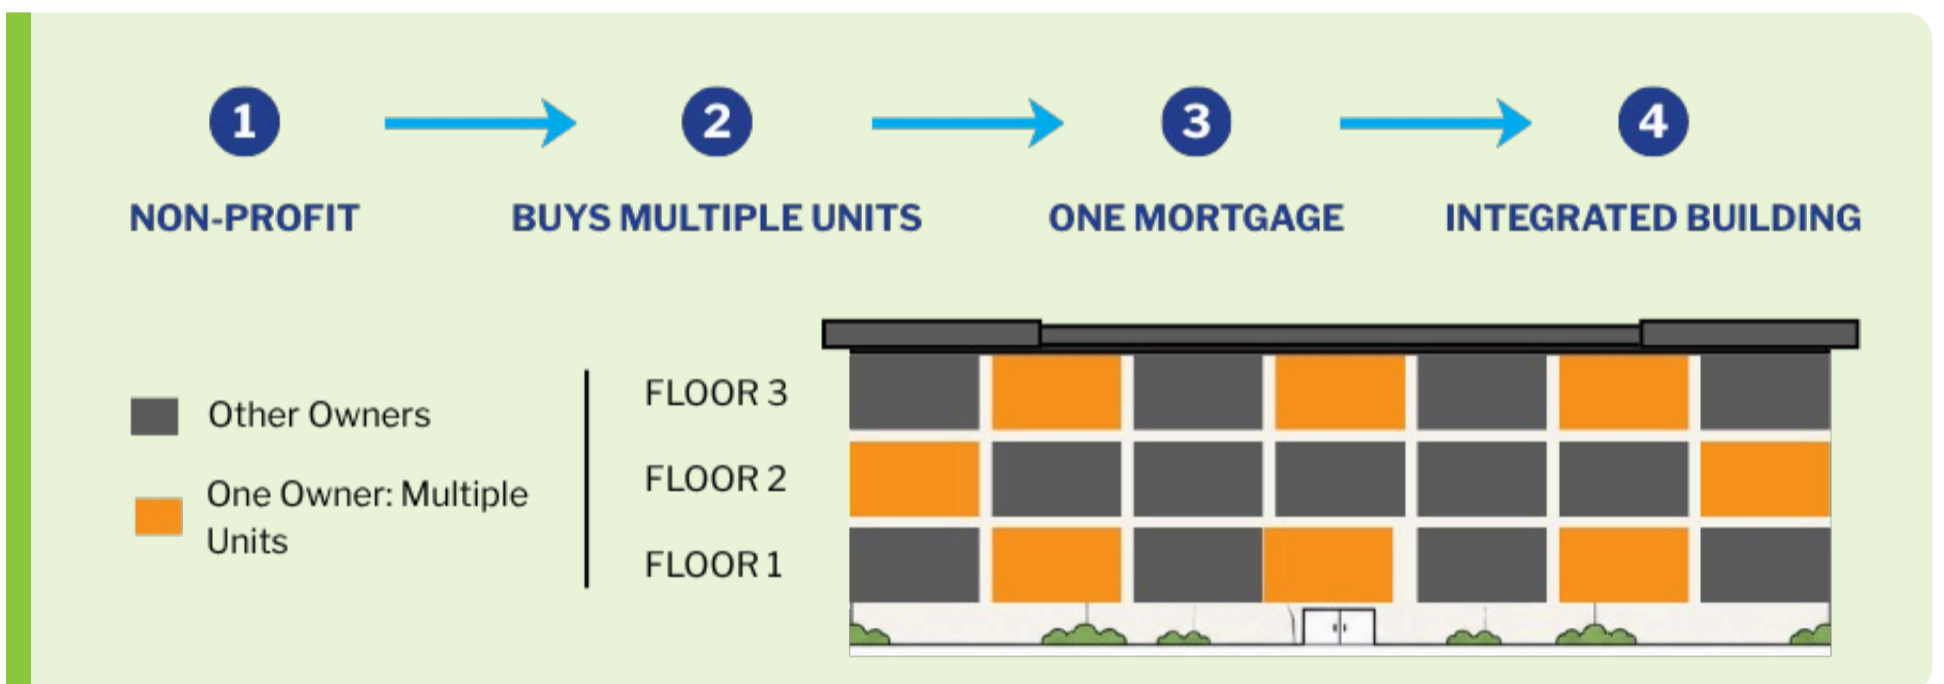 1
2
3
4
NON-PROFIT
BUYS MULTIPLE UNITS
ONE MORTGAGE
INTEGRATED BUILDING
Other Owners
One Owner: Multiple
Units
FLOOR 3
FLOOR 2
FLOOR 1